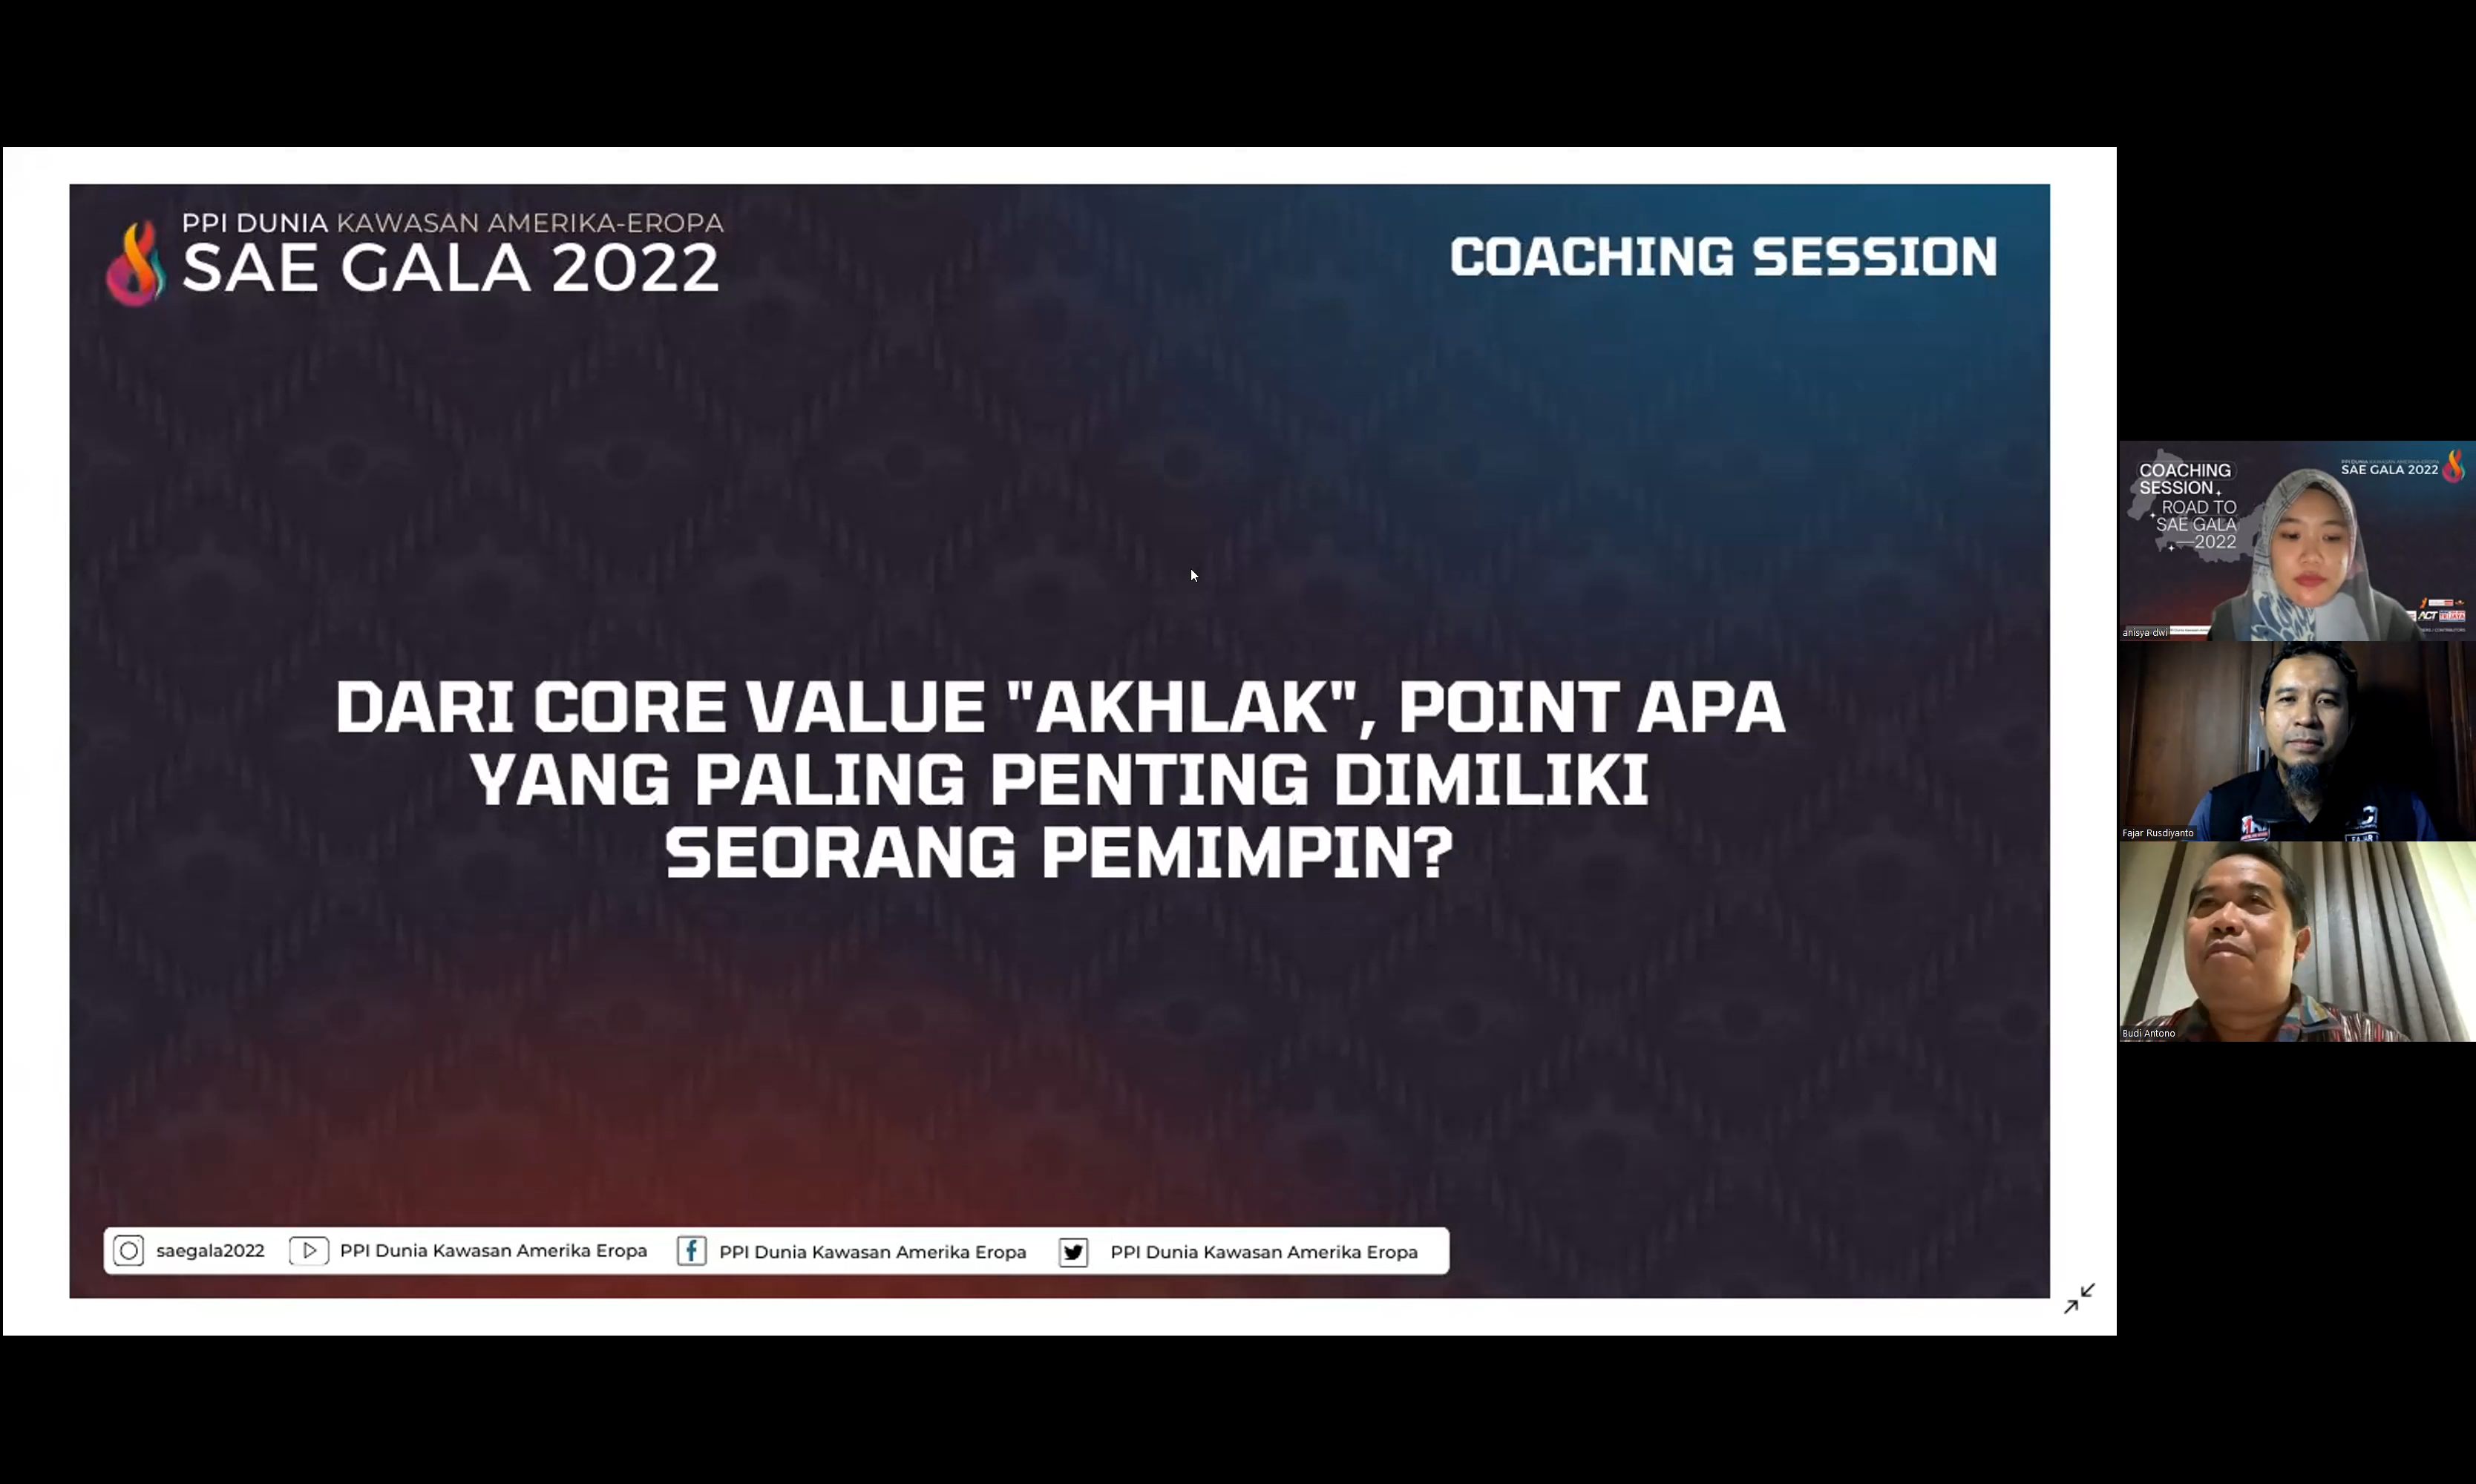 PPI DUNIA KAWASAN AMERIKA-EROPA
SAE GALA 2022
COACHING SESSION
DARI CORE VALUE "AKHLAK", POINT APA
YANG PALING PENTING DIMILIKI
SEORANG PEMIMPIN?
saegala2022
PPI Dunia Kawasan Amerika Eropa
PPI Dunia Kawasan Amerika Eropa
PPI Dunia Kawasan Amerika Eropa
COACHING
SESSION
ROAD TO
SAE GALA
—2022
SAE GALA 2022
ACT
anisya dwi
Fajar Rusdiyanto
Budi Antono